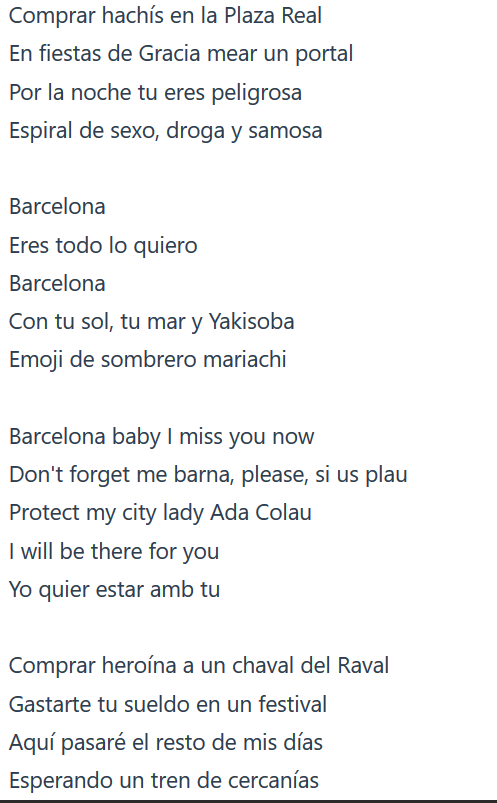 Comprar hachís en la Plaza Real
En fiestas de Gracia mear un portal
Por la noche tu eres peligrosa
Espiral de sexo, droga y samosa

Barcelona
Eres todo lo quiero
Barcelona
Con tu sol, tu mar y Yakisoba
Emoji de sombrero mariachi

Barcelona baby I miss you now
Don't forget me barna, please, si us plau
Protect my city lady Ada Colau
I will be there for you
Yo quier estar amb tu

Comprar heroína a un chaval del Raval
Gastarte tu sueldo en un festival
Aquí pasaré el resto de mis días
Esperando un tren de cercanías